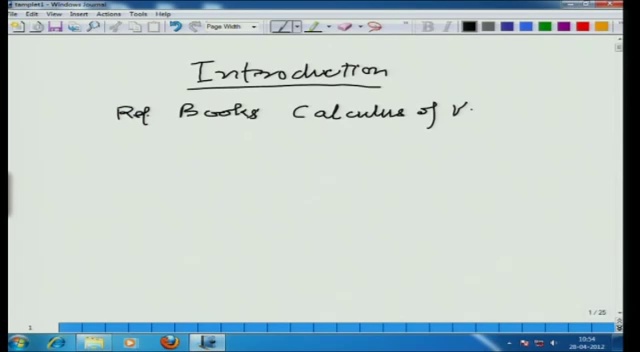 templet1 - Windows Journal
File Edit View Insert Actions Tools Help
Page Width B
Introduction
Ref. Books Calculus of V.
1 / 25
1
10:54
28-04-2012